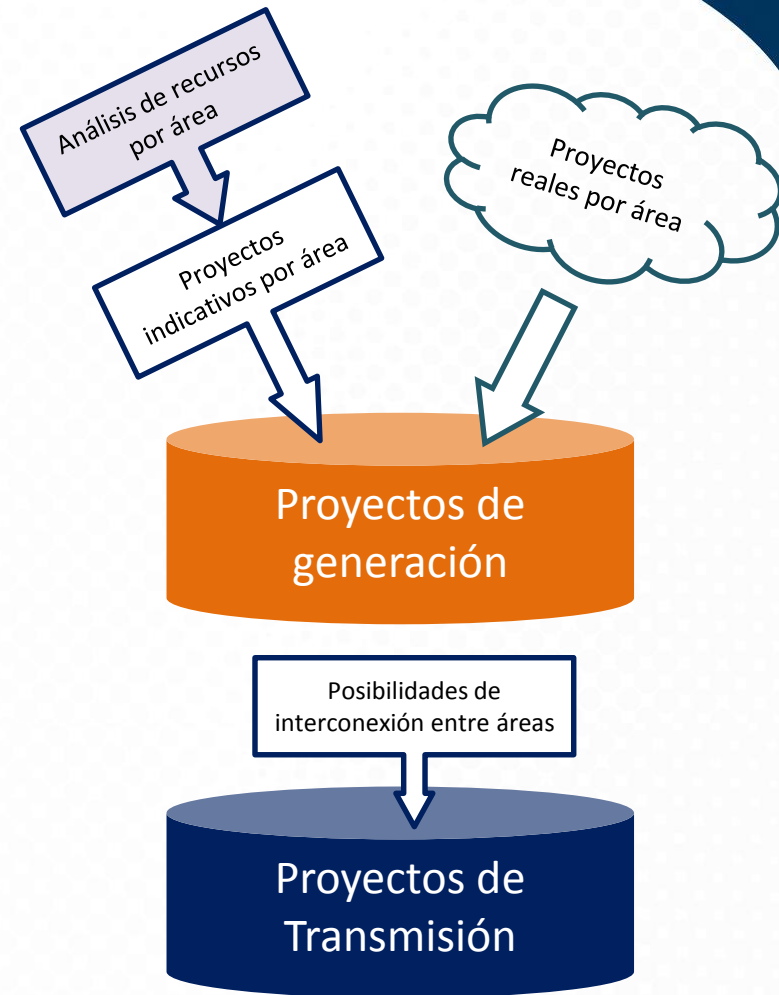 Análisis de recursos
por área
Proyectos
reales por área
Proyectos
indicativos por área
Proyectos de
generación
Posibilidades de
interconexión entre áreas
Proyectos de
Transmisión